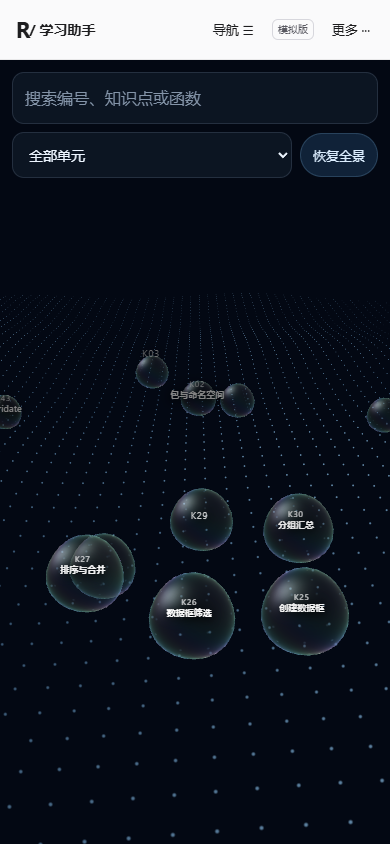 R/ 学习助手
导航 ☰
模拟版
更多 ···
搜索编号、知识点或函数
全部单元
恢复全景
K03
K02
包与命名空间
K29
K30
分组汇总
K27
排序与合并
K26
数据框筛选
K25
创建数据框